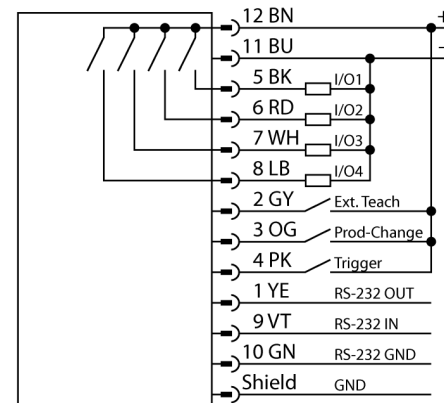 12 BN +
11 BU −
5 BK I/O1
6 RD I/O2
7 WH I/O3
8 LB I/O4
2 GY Ext. Teach
3 OG Prod-Change
4 PK Trigger
1 YE RS-232 OUT
9 VT RS-232 IN
10 GN RS-232 GND
Shield GND